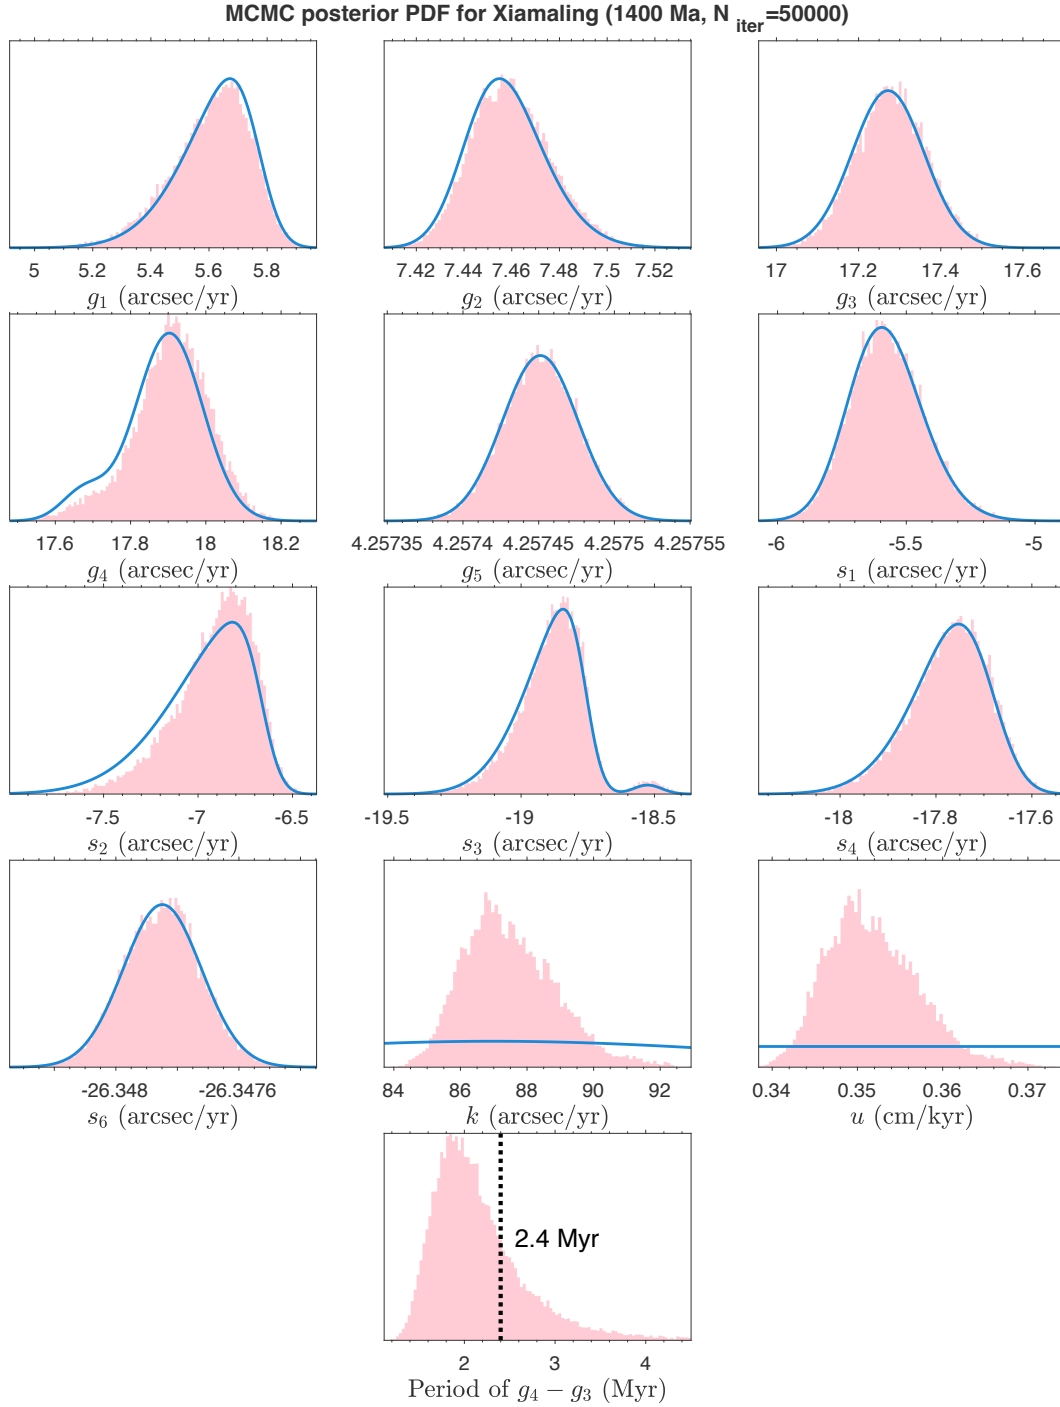 MCMC posterior PDF for Xiamaling (1400 Ma, N iter=50000)
5 5.2 5.4 5.6 5.8
g1 (arcsec/yr)
7.42 7.44 7.46 7.48 7.5 7.52
g2 (arcsec/yr)
17 17.2 17.4 17.6
g3 (arcsec/yr)
17.6 17.8 18 18.2
g4 (arcsec/yr)
4.25735 4.2574 4.25745 4.2575 4.25755
g5 (arcsec/yr)
-6 -5.5 -5
s1 (arcsec/yr)
-7.5 -7 -6.5
s2 (arcsec/yr)
-19.5 -19 -18.5
s3 (arcsec/yr)
-18 -17.8 -17.6
s4 (arcsec/yr)
-26.348 -26.3476
s6 (arcsec/yr)
84 86 88 90 92
k (arcsec/yr)
0.34 0.35 0.36 0.37
u (cm/kyr)
2.4 Myr
2 3 4
Period of g4 − g3 (Myr)